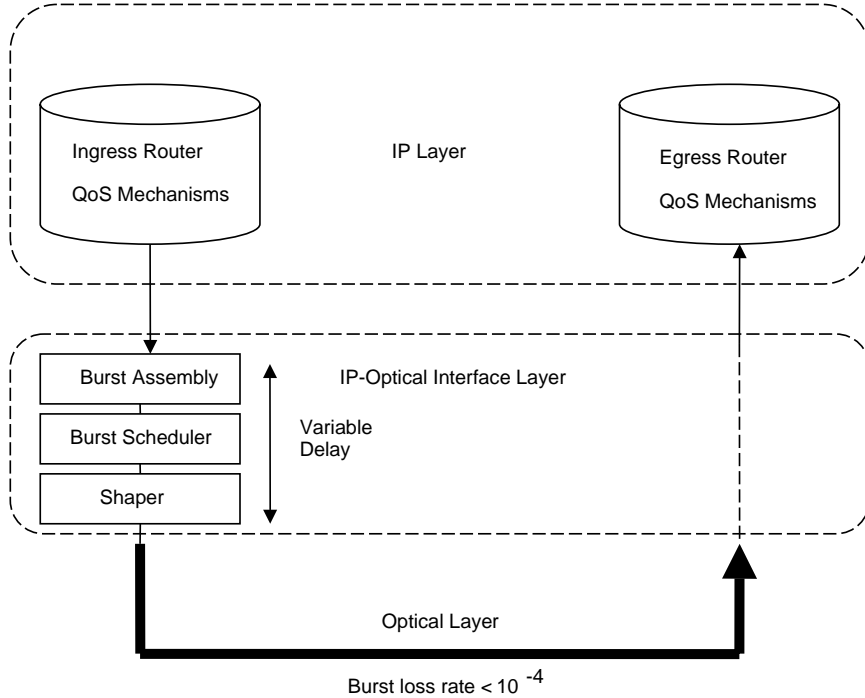 Ingress Router
QoS Mechanisms
IP Layer
Egress Router
QoS Mechanisms
Burst Assembly
IP-Optical Interface Layer
Burst Scheduler
Variable
Delay
Shaper
Optical Layer
Burst loss rate < 10 -4